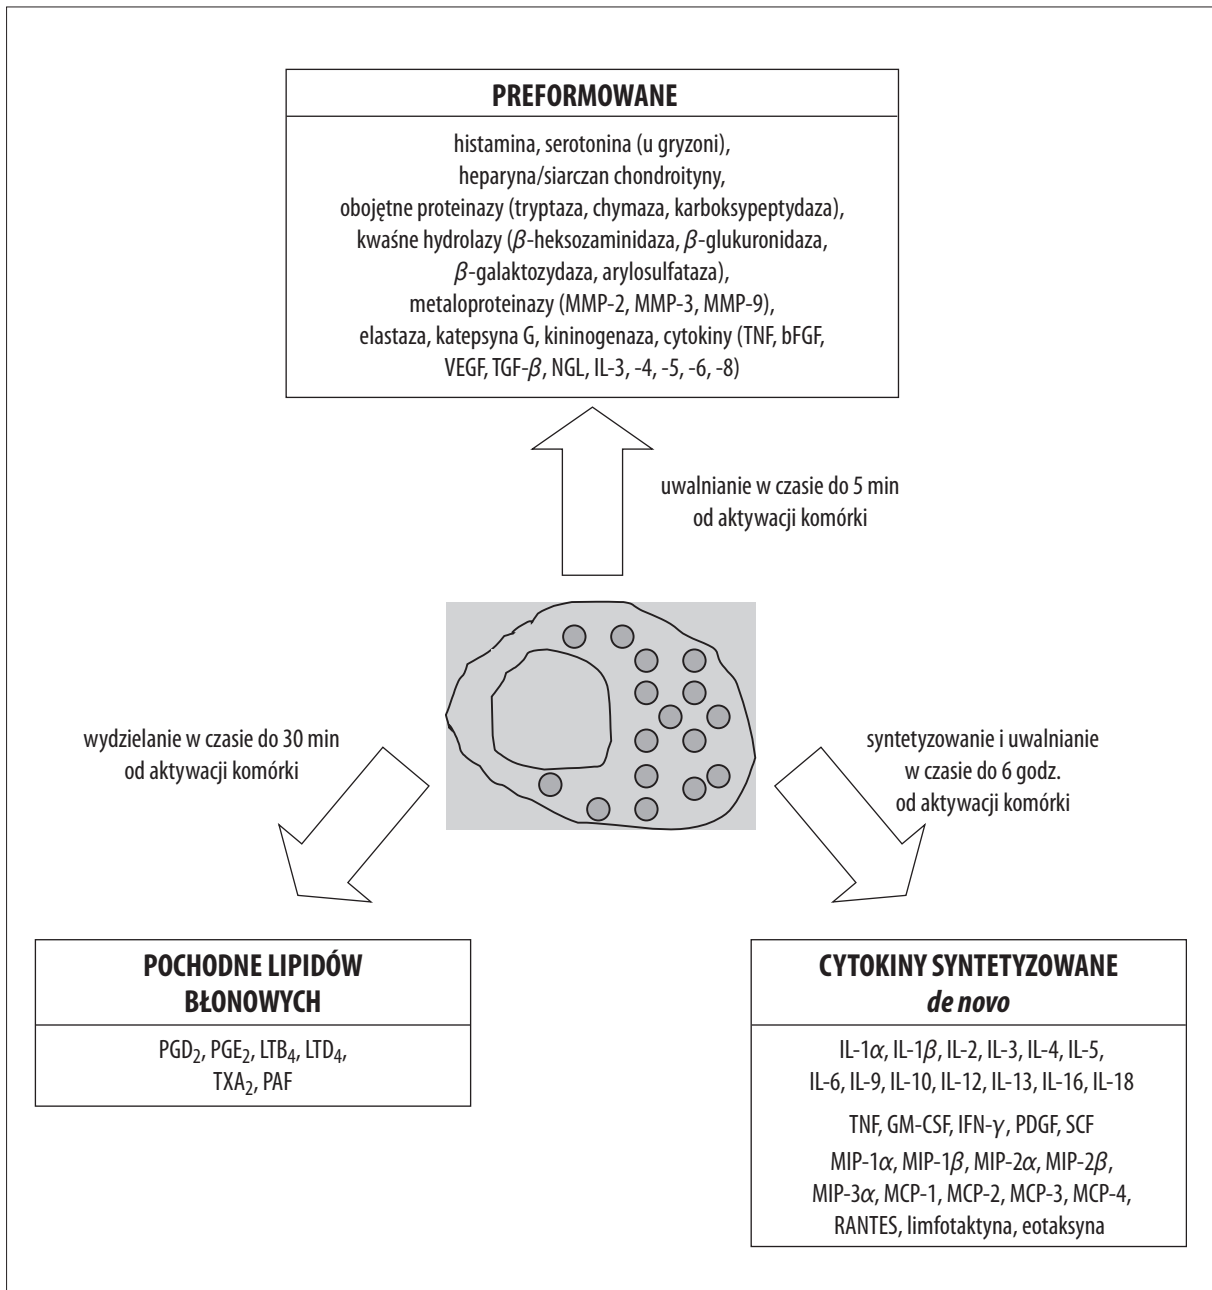 PREFORMOWANE
histamina, serotonina (u gryzoni),
heparyna/siarczan chondroityny,
obojętne proteinazy (tryptaza, chymaza, karboksypeptydaza),
kwaśne hydrolazy (β-heksozaminidaza, β-glukuronidaza,
β-galaktozydaza, arylosulfataza),
metaloproteinazy (MMP-2, MMP-3, MMP-9),
elastaza, katepsyna G, kininogenaza, cytokiny (TNF, bFGF,
VEGF, TGF-β, NGL, IL-3, -4, -5, -6, -8)
uwalnianie w czasie do 5 min
od aktywacji komórki
wydzielanie w czasie do 30 min
od aktywacji komórki
syntetyzowanie i uwalnianie
w czasie do 6 godz.
od aktywacji komórki
POCHODNE LIPIDÓW
BŁONOWYCH
PGD₂, PGE₂, LTB₄, LTD₄,
TXA₂, PAF
CYTOKINY SYNTETYZOWANE
de novo
IL-1α, IL-1β, IL-2, IL-3, IL-4, IL-5,
IL-6, IL-9, IL-10, IL-12, IL-13, IL-16, IL-18
TNF, GM-CSF, IFN-γ, PDGF, SCF
MIP-1α, MIP-1β, MIP-2α, MIP-2β,
MIP-3α, MCP-1, MCP-2, MCP-3, MCP-4,
RANTES, limfotaktyna, eotaksyna